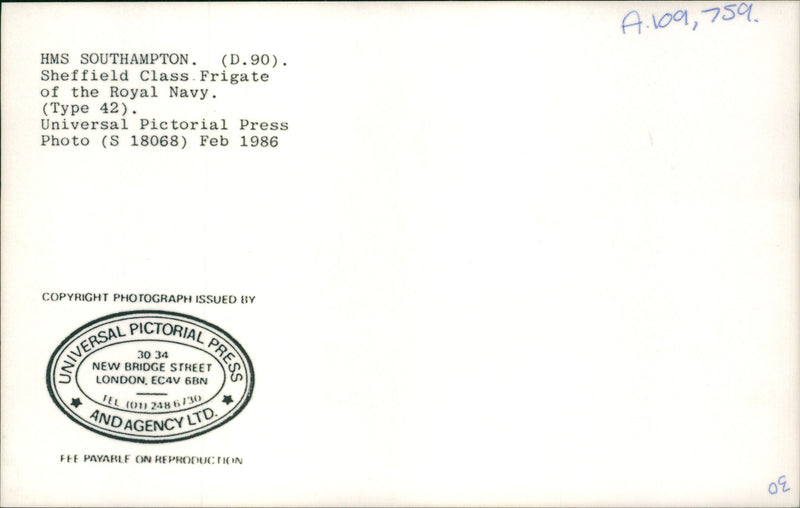 A.109,759.
HMS SOUTHAMPTON. (D.90).
Sheffield Class Frigate
of the Royal Navy.
(Type 42).
Universal Pictorial Press
Photo (S 18068) Feb 1986
COPYRIGHT PHOTOGRAPH ISSUED BY
UNIVERSAL PICTORIAL PRESS
30 34
NEW BRIDGE STREET
LONDON, EC4V 6BN
TEL (01) 248 6730
AND AGENCY LTD.
FEE PAYABLE ON REPRODUCTION